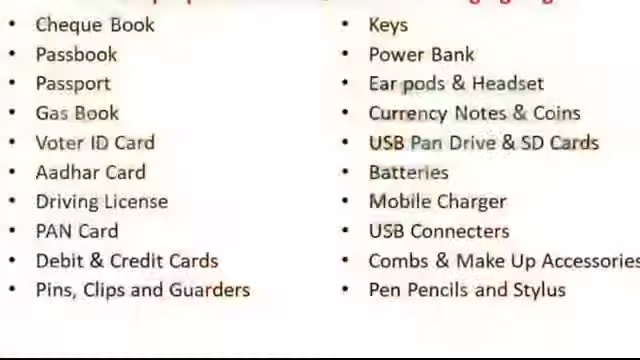 Cheque Book
Passbook
Passport
Gas Book
Voter ID Card
Aadhar Card
Driving License
PAN Card
Debit & Credit Cards
Pins, Clips and Guarders
Keys
Power Bank
Ear pods & Headset
Currency Notes & Coins
USB Pan Drive & SD Cards
Batteries
Mobile Charger
USB Connecters
Combs & Make Up Accessories
Pen Pencils and Stylus